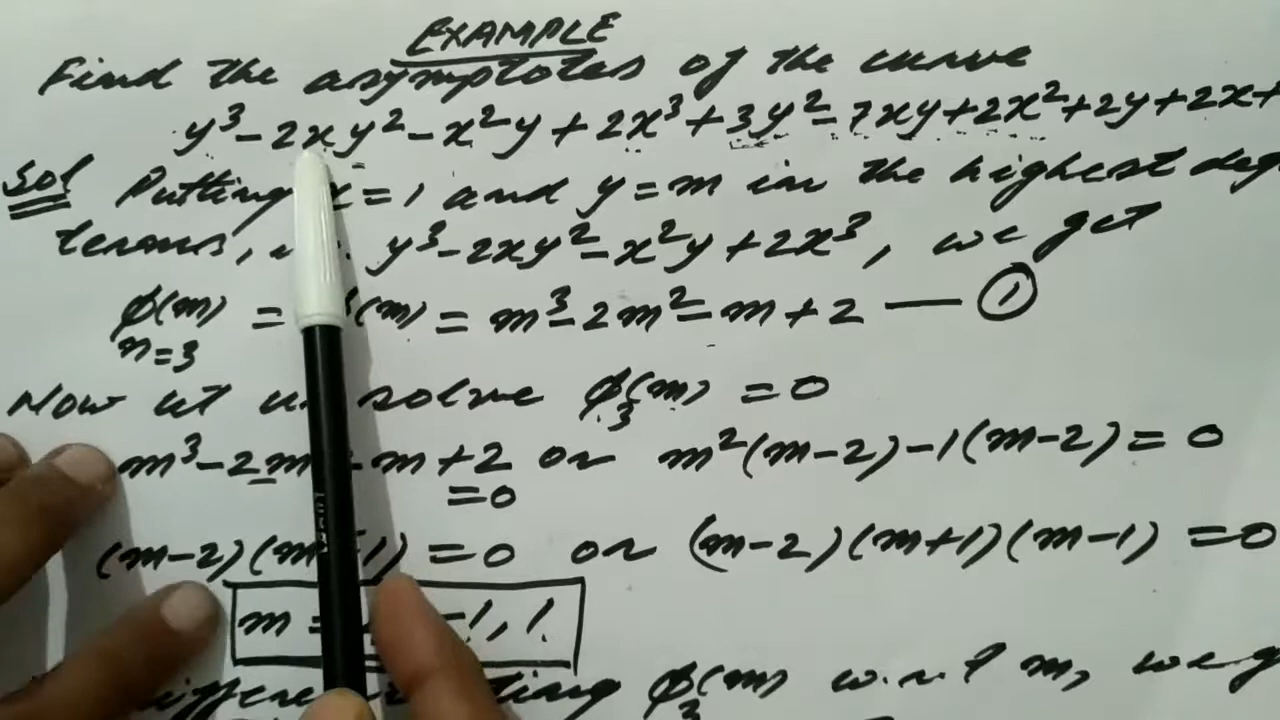 EXAMPLE
Find the asymptotes of the curve
y³ - 2xy² - x²y + 2x³ + 3y² - 7xy + 2x² + 2y + 2x +
Sol Putting x = 1 and y = m in the highest deg
terms, y³ - 2xy² - x²y + 2x³, we get
φ(m) = (m) = m³ - 2m² - m + 2 — ①
n = 3
Now let us solve φ₃(m) = 0
m³ - 2m - m + 2 or m²(m-2) - 1(m-2) = 0
= 0
(m-2)(m² 1) = 0 or (m-2)(m+1)(m-1) = 0
m = -1, 1
φ₃(m) w.r.t m, we g